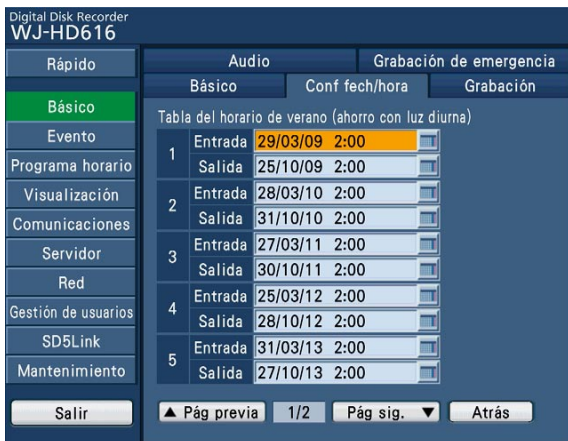 Digital Disk Recorder
WJ-HD616
Rápido
Básico
Evento
Programa horario
Visualización
Comunicaciones
Servidor
Red
Gestión de usuarios
SD5Link
Mantenimiento
Salir
Audio Grabación de emergencia
Básico Conf fech/hora Grabación
Tabla del horario de verano (ahorro con luz diurna)
1 Entrada 29/03/09 2:00
Salida 25/10/09 2:00
2 Entrada 28/03/10 2:00
Salida 31/10/10 2:00
3 Entrada 27/03/11 2:00
Salida 30/10/11 2:00
4 Entrada 25/03/12 2:00
Salida 28/10/12 2:00
5 Entrada 31/03/13 2:00
Salida 27/10/13 2:00
▲ Pág previa 1/2 Pág sig. ▼ Atrás